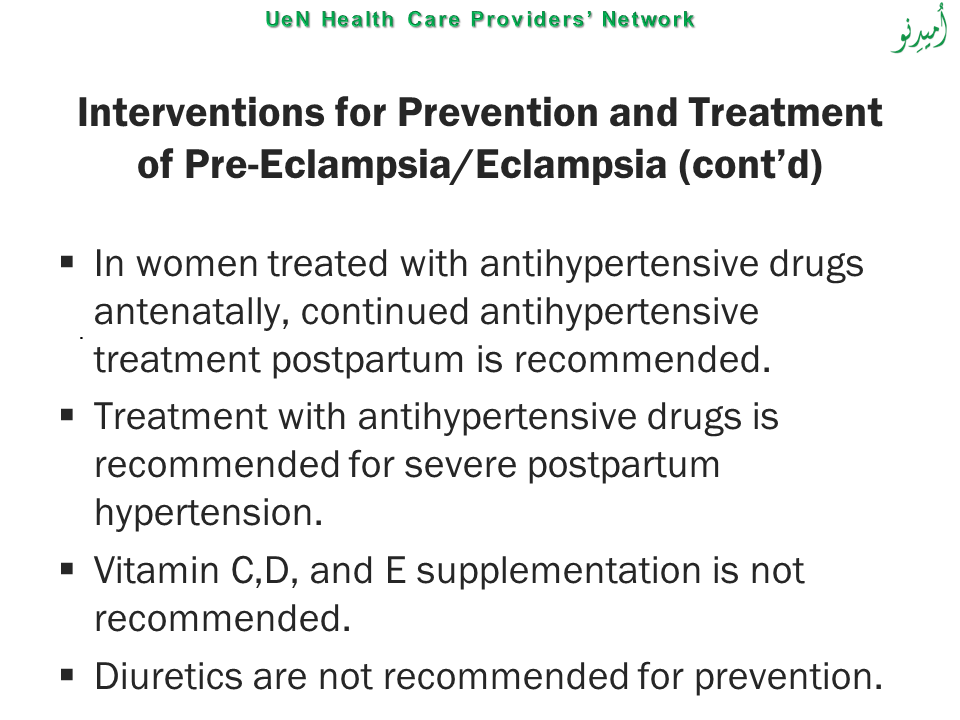 UeN Health Care Providers’ Network
اُمیدِنو
Interventions for Prevention and Treatment
of Pre-Eclampsia/Eclampsia (cont’d)
▪ In women treated with antihypertensive drugs
antenatally, continued antihypertensive
treatment postpartum is recommended.
▪ Treatment with antihypertensive drugs is
recommended for severe postpartum
hypertension.
▪ Vitamin C,D, and E supplementation is not
recommended.
▪ Diuretics are not recommended for prevention.